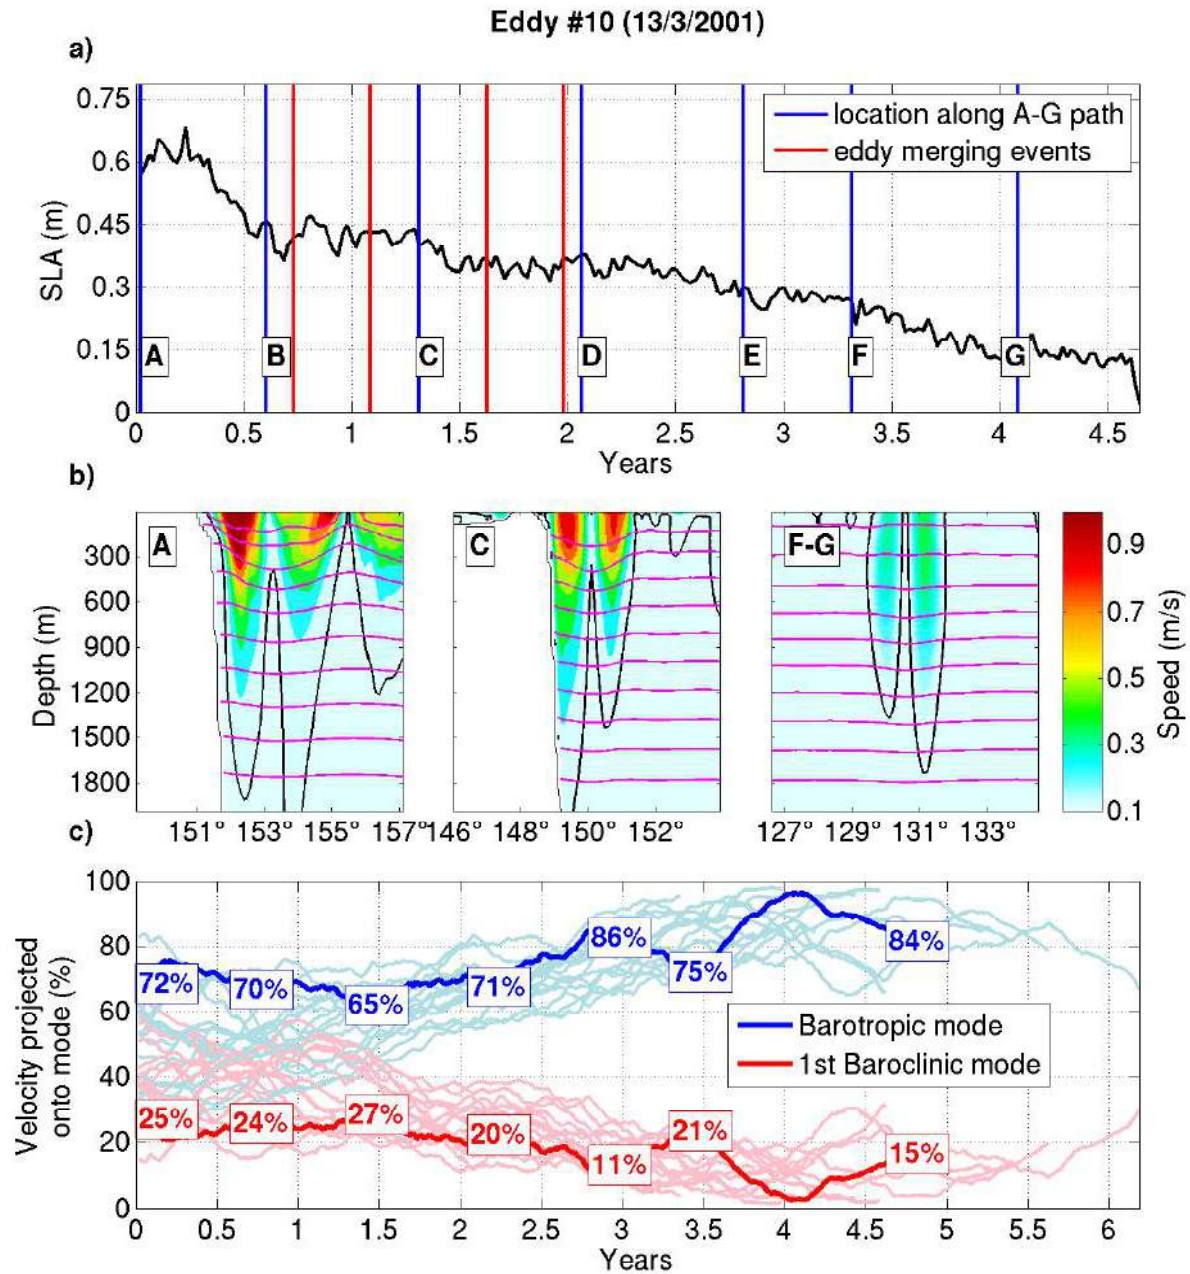 Eddy #10 (13/3/2001)
a)
0.75
0.6
0.45
0.3
0.15
0
SLA (m)
location along A-G path
eddy merging events
A
B
C
D
E
F
G
0 0.5 1 1.5 2 2.5 3 3.5 4 4.5
Years
b)
A
C
F-G
300
600
900
1200
1500
1800
Depth (m)
0.9
0.7
0.5
0.3
0.1
Speed (m/s)
151° 153° 155° 157° 146° 148° 150° 152° 127° 129° 131° 133°
c)
100
80
60
40
20
0
Velocity projected
onto mode (%)
72% 70% 65% 71% 86% 75% 84%
Barotropic mode
1st Baroclinic mode
25% 24% 27% 20% 11% 21% 15%
0 0.5 1 1.5 2 2.5 3 3.5 4 4.5 5 5.5 6
Years